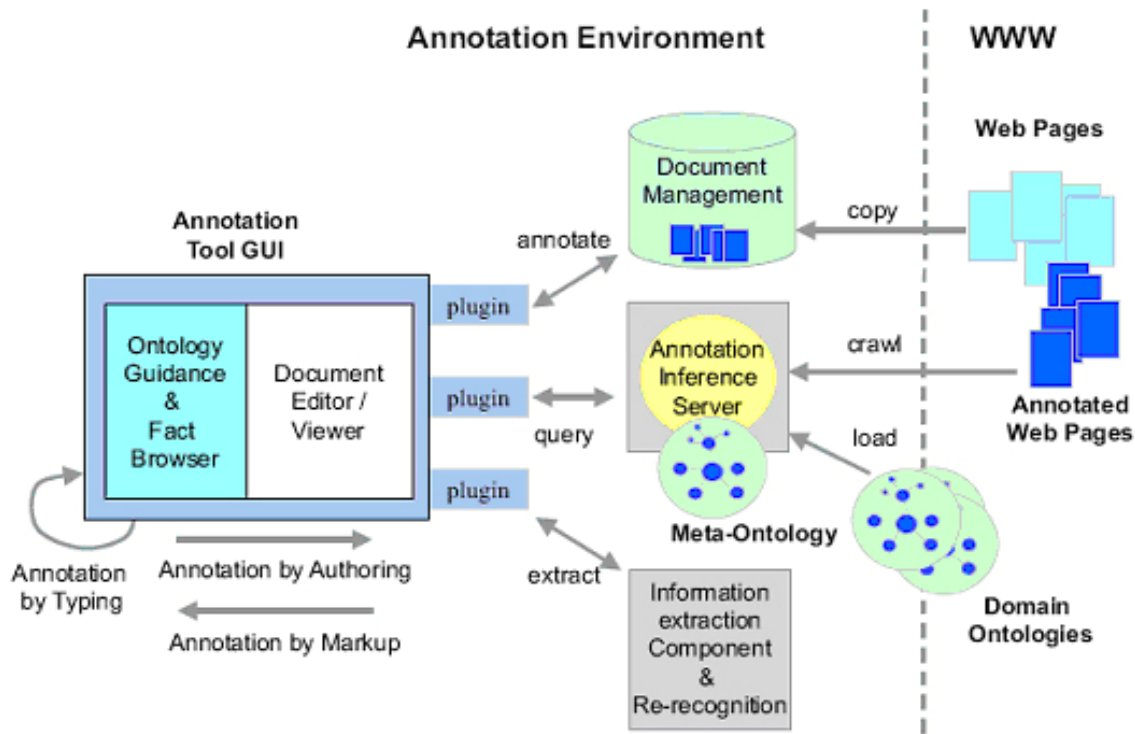 Annotation Environment
WWW
Web Pages
Document
Management
copy
Annotation
Tool GUI
annotate
plugin
Ontology
Guidance
&
Fact
Browser
Document
Editor /
Viewer
plugin
query
Annotation
Inference
Server
crawl
Annotated
Web Pages
load
plugin
Meta-Ontology
extract
Annotation
by Typing
Annotation by Authoring
Annotation by Markup
Information
extraction
Component
&
Re-recognition
Domain
Ontologies